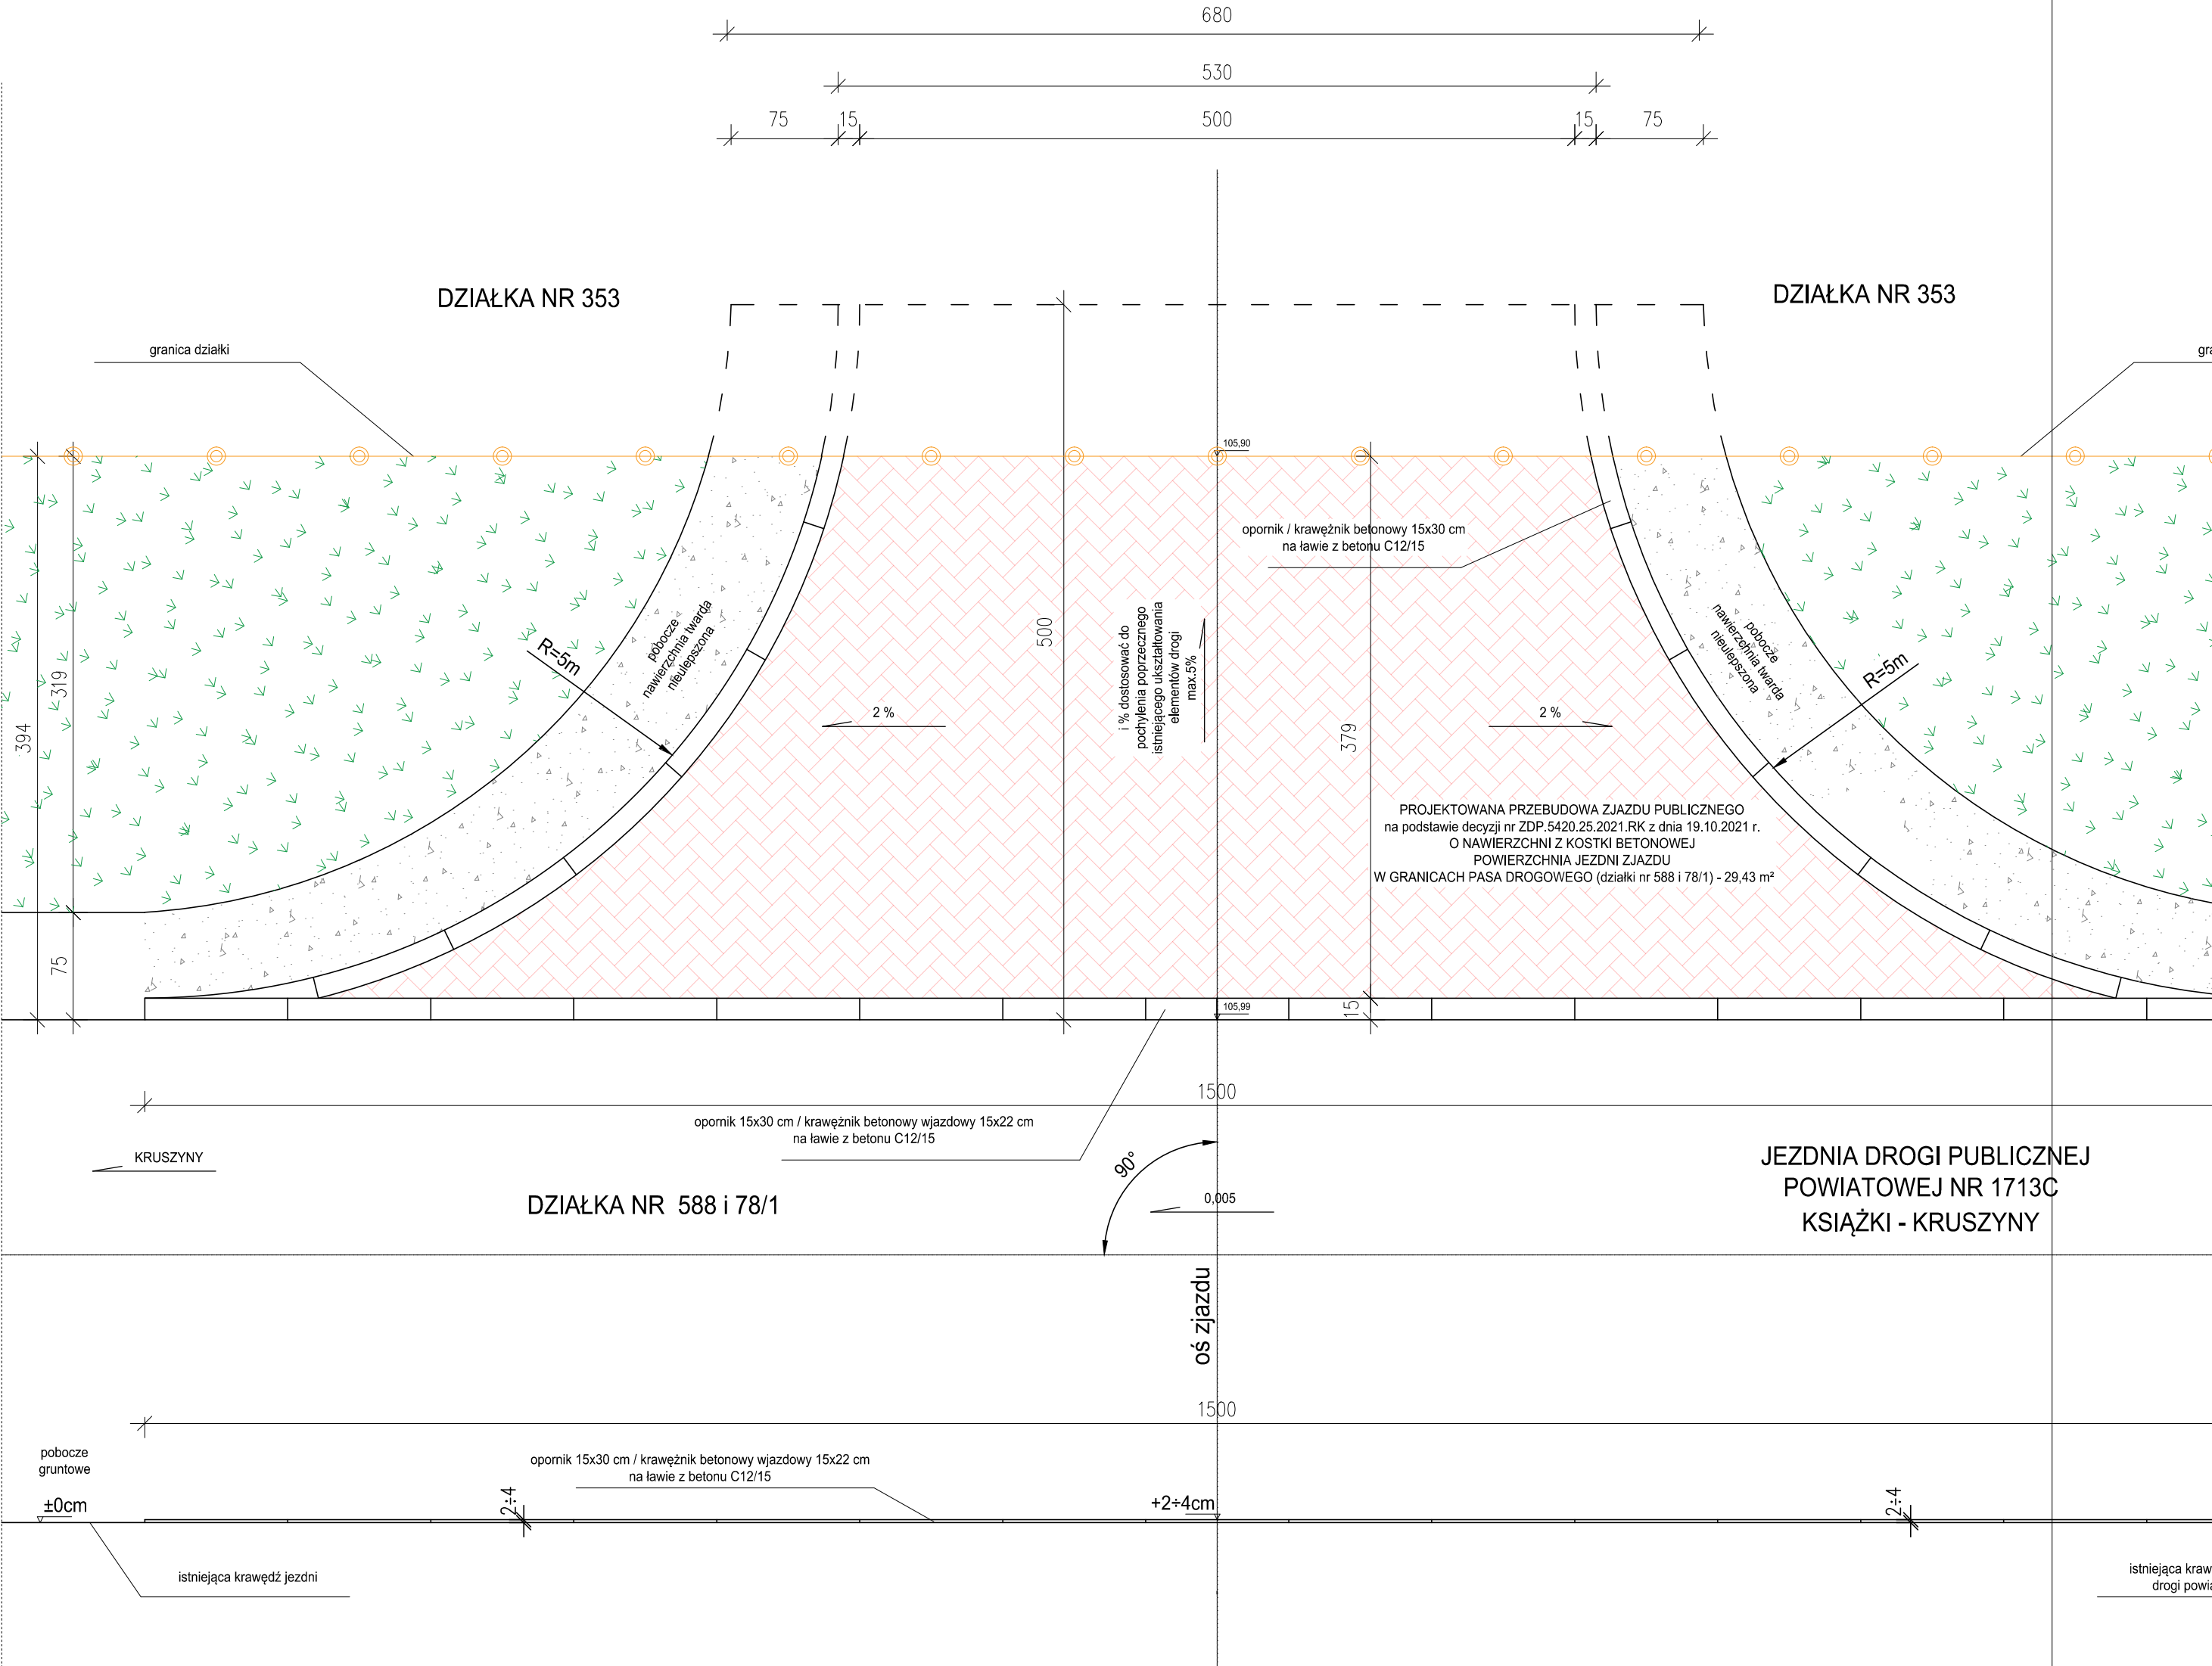 680
530
75
15
500
15
75
DZIAŁKA NR 353
DZIAŁKA NR 353
granica działki
gra
105,90
opornik / krawężnik betonowy 15x30 cm
na ławie z betonu C12/15
pobocze
nawierzchnia twarda
nieulepszona
R=5m
pobocze
nawierzchnia twarda
nieulepszona
R=5m
i % dostosować do
pochylenia poprzecznego
istniejącego ukształtowania
elementów drogi
max.5%
500
379
394
319
75
2 %
2 %
PROJEKTOWANA PRZEBUDOWA ZJAZDU PUBLICZNEGO
na podstawie decyzji nr ZDP.5420.25.2021.RK z dnia 19.10.2021 r.
O NAWIERZCHNI Z KOSTKI BETONOWEJ
POWIERZCHNIA JEZDNI ZJAZDU
W GRANICACH PASA DROGOWEGO (działki nr 588 i 78/1) - 29,43 m²
105,99
15
1500
opornik 15x30 cm / krawężnik betonowy wjazdowy 15x22 cm
na ławie z betonu C12/15
KRUSZYNY
90°
DZIAŁKA NR 588 i 78/1
0,005
JEZDNIA DROGI PUBLICZNEJ
POWIATOWEJ NR 1713C
KSIĄŻKI - KRUSZYNY
oś zjazdu
1500
pobocze
gruntowe
opornik 15x30 cm / krawężnik betonowy wjazdowy 15x22 cm
na ławie z betonu C12/15
±0cm
2÷4
+2÷4cm
2÷4
istniejąca krawędź jezdni
istniejąca kraw
drogi powia